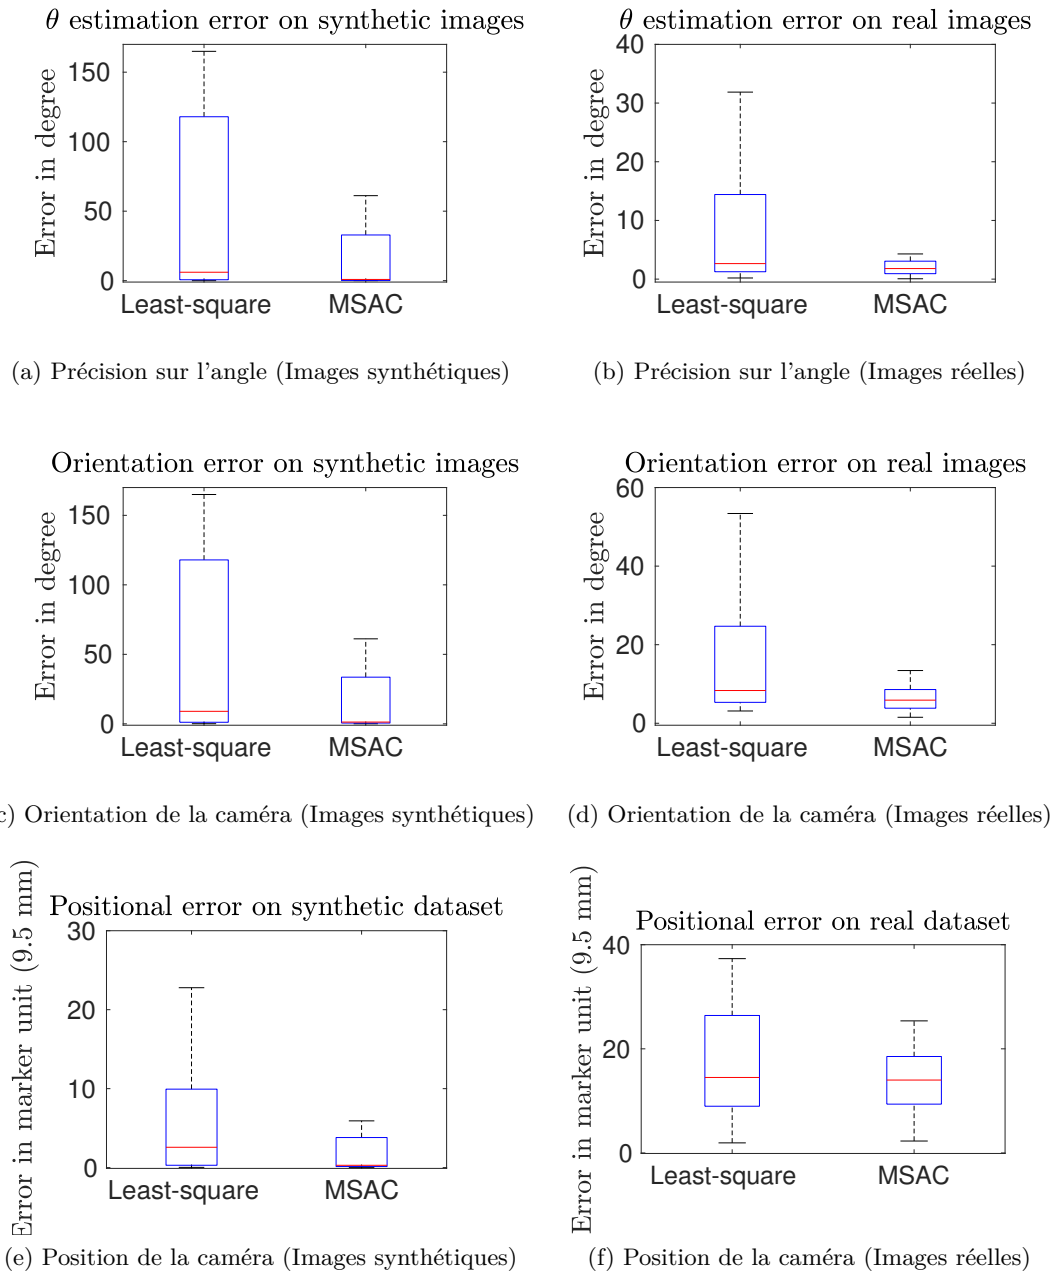 θ estimation error on synthetic images
Error in degree
150
100
50
0
Least-square MSAC
(a) Précision sur l'angle (Images synthétiques)
θ estimation error on real images
Error in degree
40
30
20
10
0
Least-square MSAC
(b) Précision sur l'angle (Images réelles)
Orientation error on synthetic images
Error in degree
150
100
50
0
Least-square MSAC
c) Orientation de la caméra (Images synthétiques)
Orientation error on real images
Error in degree
60
40
20
0
Least-square MSAC
(d) Orientation de la caméra (Images réelles)
Positional error on synthetic dataset
Error in marker unit (9.5 mm)
30
20
10
0
Least-square MSAC
(e) Position de la caméra (Images synthétiques)
Positional error on real dataset
Error in marker unit (9.5 mm)
40
20
0
Least-square MSAC
(f) Position de la caméra (Images réelles)